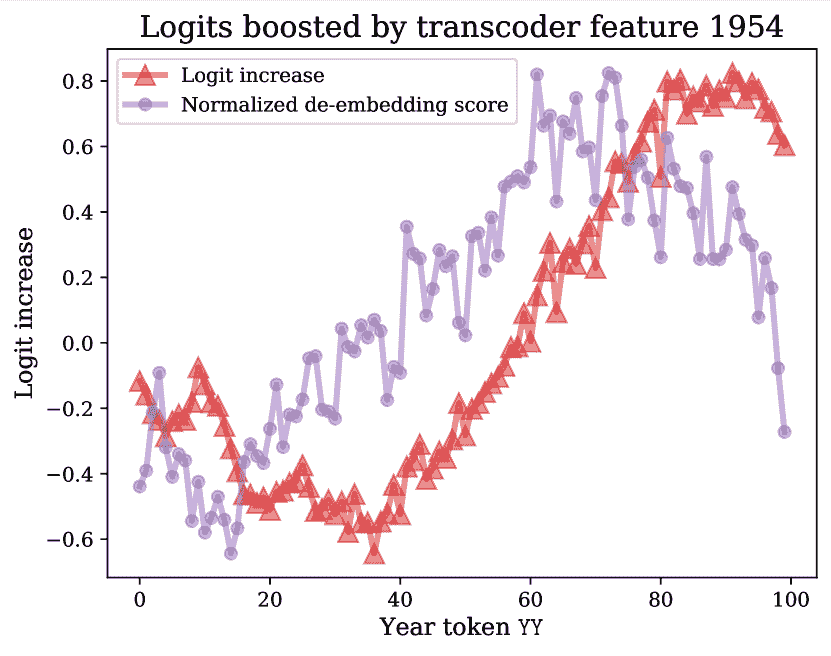 Logits boosted by transcoder feature 1954
Logit increase
Normalized de-embedding score
Logit increase
0.8
0.6
0.4
0.2
0.0
−0.2
−0.4
−0.6
0 20 40 60 80 100
Year token YY